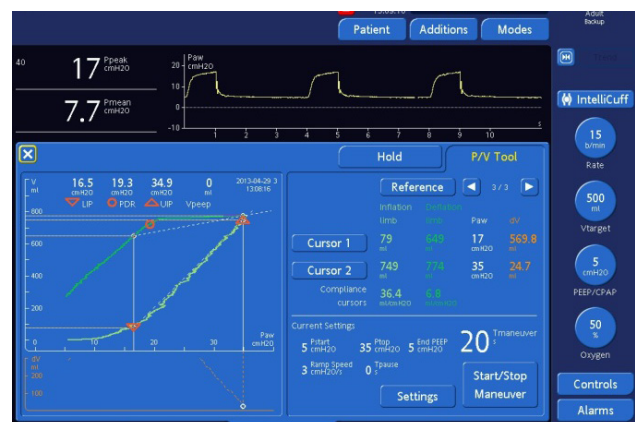 Adult
Backup
Patient Additions Modes
40
17 Ppeak cmH2O
7.7 Pmean cmH2O
Paw
cmH2O
20
10
0
-10
1 2 3 4 5 6 7 8 9 10 s
IntelliCuff
15
b/min
Rate
500
ml
Vtarget
5
cmH2O
PEEP/CPAP
50
%
Oxygen
Controls
Alarms
Hold P/V Tool
V
ml
16.5 19.3 34.9 0
cmH2O cmH2O cmH2O ml
LIP PDR UIP Vpeep
2013-04-29 3
13:08:16
800
600
400
200
0 10 20 30 40
Paw
cmH2O
dV
ml
200
100
Reference 3/3
Inflation limb Deflation limb Paw dV
Cursor 1 79 ml 649 ml 17 cmH2O 569.8 ml
Cursor 2 749 ml 774 ml 35 cmH2O 24.7 ml
Compliance cursors 36.4 ml/cmH2O 6.8 ml/cmH2O
Current Settings
5 Pstart cmH2O 35 Ptop cmH2O 5 End PEEP cmH2O 20 Tmaneuver s
3 Ramp Speed cmH2O/s 0 Tpause s
Settings
Start/Stop
Maneuver